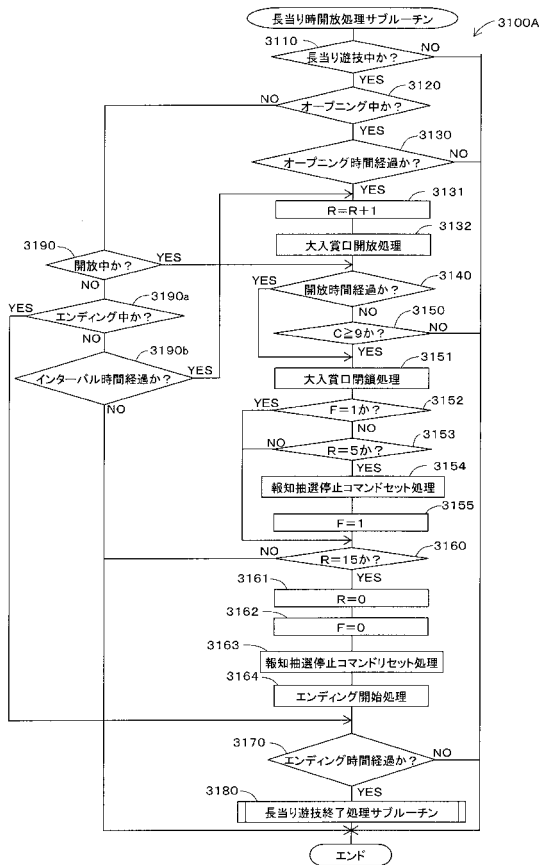 長当り時開放処理サブルーチン
3100A
3110
長当り遊技中か？
NO
YES
3120
オープニング中か？
NO
YES
3130
オープニング時間経過か？
NO
YES
3131
R=R+1
3132
大入賞口開放処理
3190
開放中か？
YES
NO
3140
開放時間経過か？
YES
NO
3190a
エンディング中か？
YES
NO
3150
C≧9か？
NO
YES
3190b
インターバル時間経過か？
YES
NO
3151
大入賞口閉鎖処理
3152
F=1か？
YES
NO
3153
R=5か？
NO
YES
3154
報知抽選停止コマンドセット処理
3155
F=1
3160
R=15か？
NO
YES
3161
R=0
3162
F=0
3163
報知抽選停止コマンドリセット処理
3164
エンディング開始処理
3170
エンディング時間経過か？
NO
YES
3180
長当り遊技終了処理サブルーチン
エンド